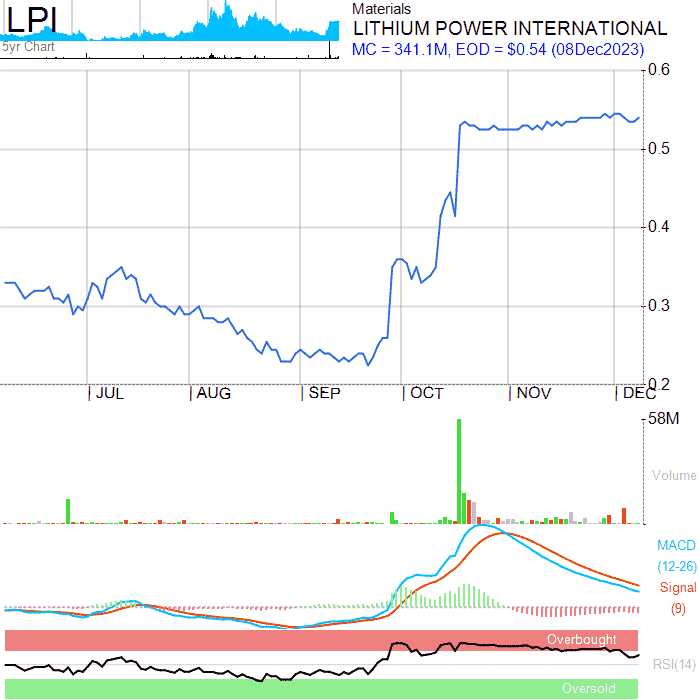 LPI
5yr Chart
Materials
LITHIUM POWER INTERNATIONAL
MC = 341.1M, EOD = $0.54 (08Dec2023)
0.6
0.5
0.4
0.3
0.2
JUL AUG SEP OCT NOV DEC
58M
Volume
MACD
(12-26)
Signal
(9)
Overbought
RSI(14)
Oversold